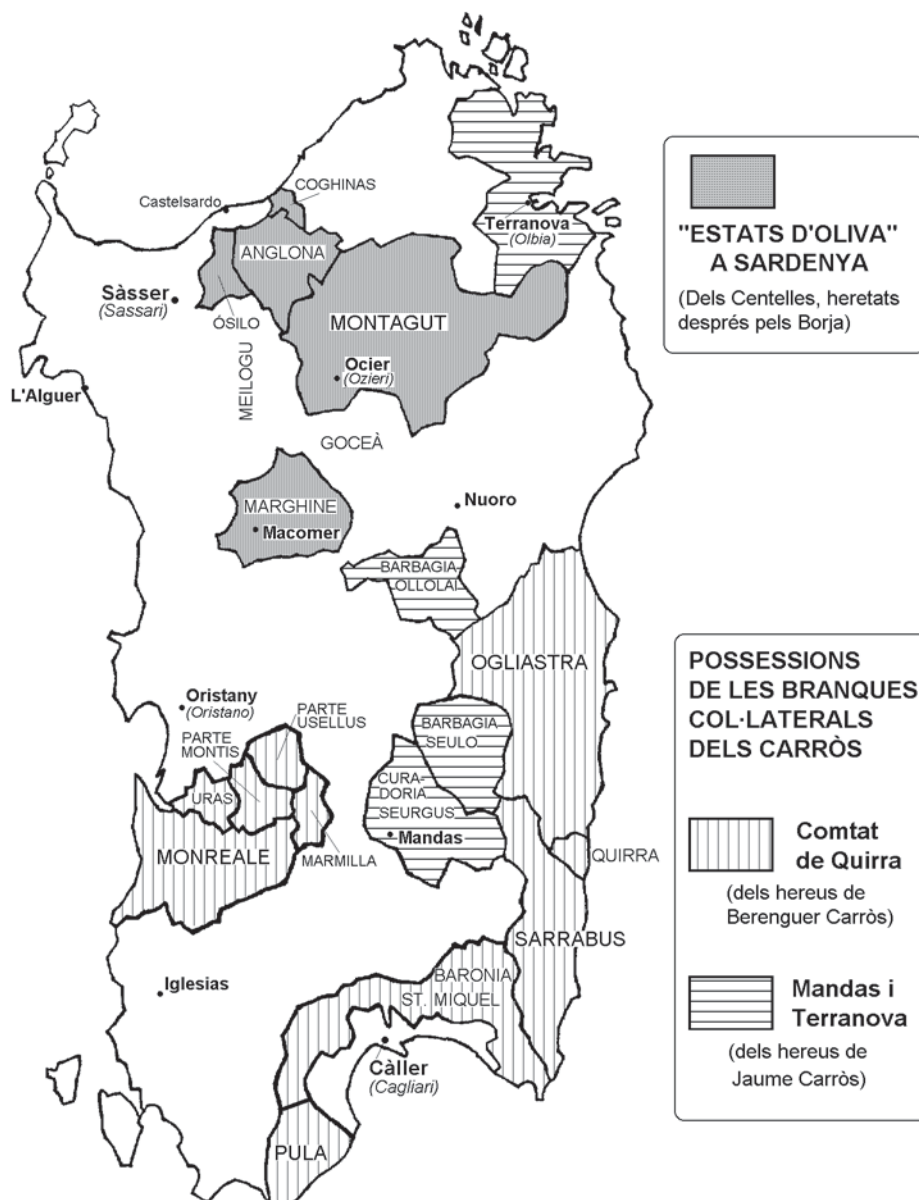 COGHINAS
Castelsardo
Terranova
(Olbia)
ANGLONA
Sàsser
(Sassari)
OSILO
MONTAGUT
MEILOGU
Ocier
(Ozieri)
L'Alguer
GOCEÀ
MARGHINE
Macomer
Nuoro
BARBAGIA
OLLOLAI
OGLIASTRA
Oristany
(Oristano)
PARTE
USELLUS
PARTE
MONTIS
BARBAGIA
SEULO
URAS
CURA-
DORIA
SEURGUS
Mandas
MONREALE
MARMILLA
QUIRRA
SARRABUS
BARONIA
ST. MIQUEL
Iglesias
Càller
(Cagliari)
PULA
"ESTATS D'OLIVA"
A SARDENYA
(Dels Centelles, heretats
després pels Borja)
POSSESSIONS
DE LES BRANQUES
COL·LATERALS
DELS CARRÒS
Comtat
de Quirra
(dels hereus de
Berenguer Carròs)
Mandas i
Terranova
(dels hereus de
Jaume Carròs)